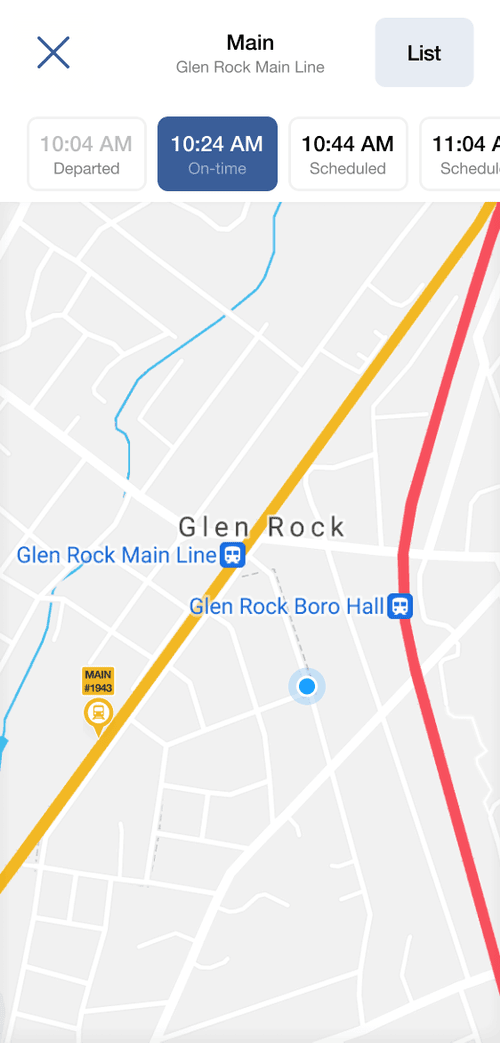 Main
Glen Rock Main Line
List
10:04 AM
Departed
10:24 AM
On-time
10:44 AM
Scheduled
11:04 A
Schedul
Glen Rock
Glen Rock Main Line
Glen Rock Boro Hall
MAIN
#1943